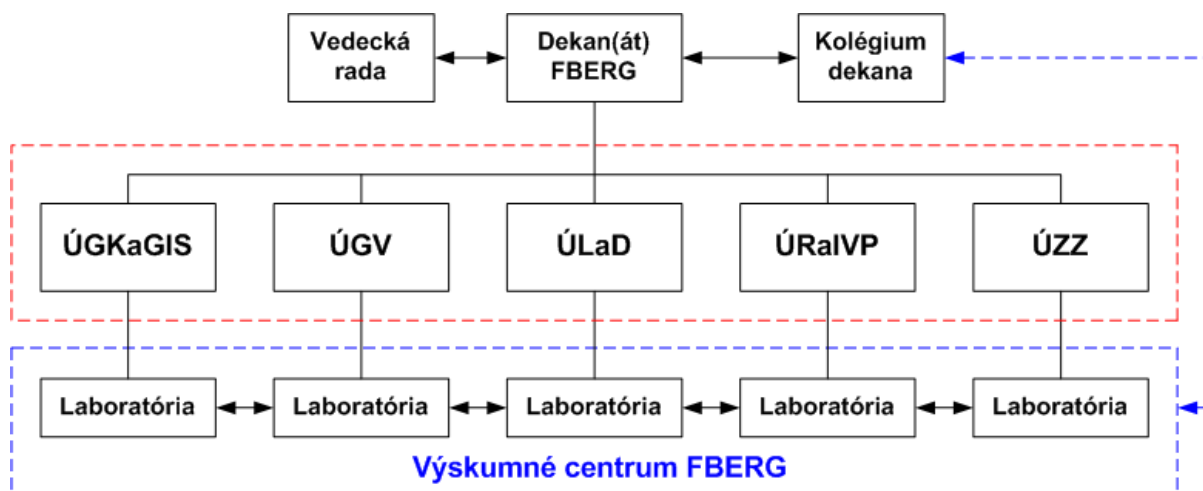 Vedecká
rada
Dekan(át)
FBERG
Kolégium
dekana
ÚGKaGIS
ÚGV
ÚLaD
ÚRaIVP
ÚZZ
Laboratória
Laboratória
Laboratória
Laboratória
Laboratória
Výskumné centrum FBERG